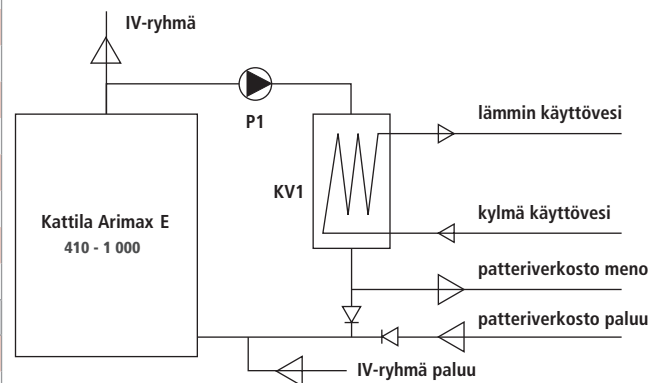 IV-ryhmä
P1
lämmin käyttövesi
KV1
kylmä käyttövesi
Kattila Arimax E
410 - 1 000
patteriverkosto meno
patteriverkosto paluu
IV-ryhmä paluu